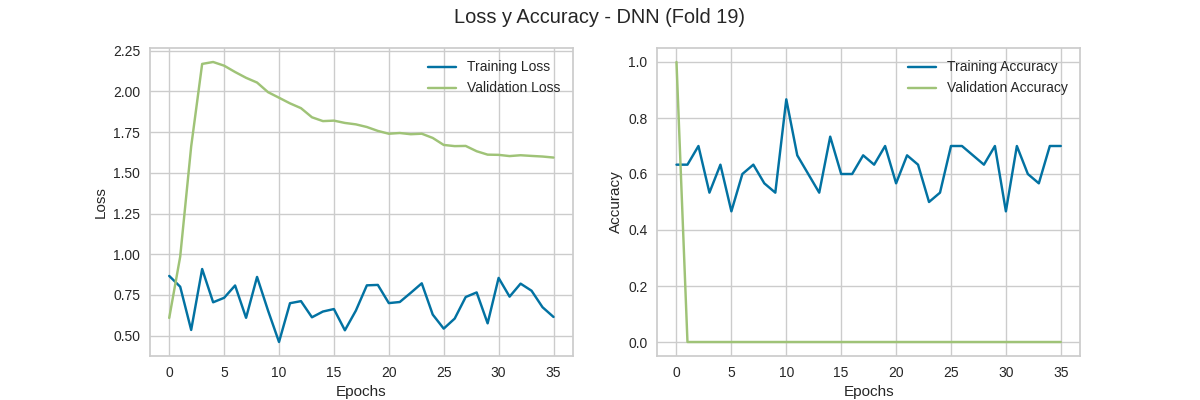 Loss y Accuracy - DNN (Fold 19)
2.25
2.00
1.75
1.50
1.25
1.00
0.75
0.50
Loss
Training Loss
Validation Loss
0 5 10 15 20 25 30 35
Epochs
1.0
0.8
0.6
0.4
0.2
0.0
Accuracy
Training Accuracy
Validation Accuracy
0 5 10 15 20 25 30 35
Epochs